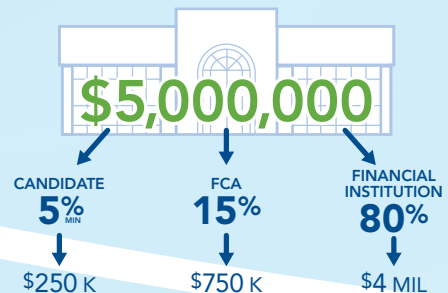 $5,000,000
CANDIDATE
5%
MIN
$250 K
FCA
15%
$750 K
FINANCIAL
INSTITUTION
80%
$4 MIL